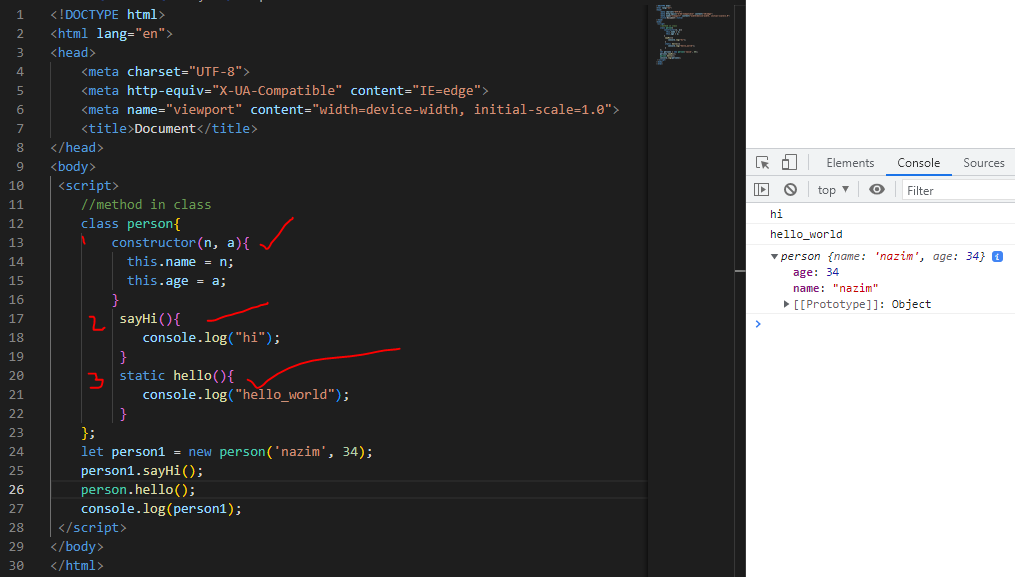 1 <!DOCTYPE html>
2 <html lang="en">
3 <head>
4 <meta charset="UTF-8">
5 <meta http-equiv="X-UA-Compatible" content="IE=edge">
6 <meta name="viewport" content="width=device-width, initial-scale=1.0">
7 <title>Document</title>
8 </head>
9 <body>
10 <script>
11 //method in class
12 class person{
13 1 constructor(n, a){
14 this.name = n;
15 this.age = a;
16 }
17 2 sayHi(){
18 console.log("hi");
19 }
20 3 static hello(){
21 console.log("hello_world");
22 }
23 };
24 let person1 = new person('nazim', 34);
25 person1.sayHi();
26 person.hello();
27 console.log(person1);
28 </script>
29 </body>
30 </html>
Elements Console Sources
top ▼ Filter
hi
hello_world
▼person {name: 'nazim', age: 34} i
age: 34
name: "nazim"
▶[[Prototype]]: Object
>